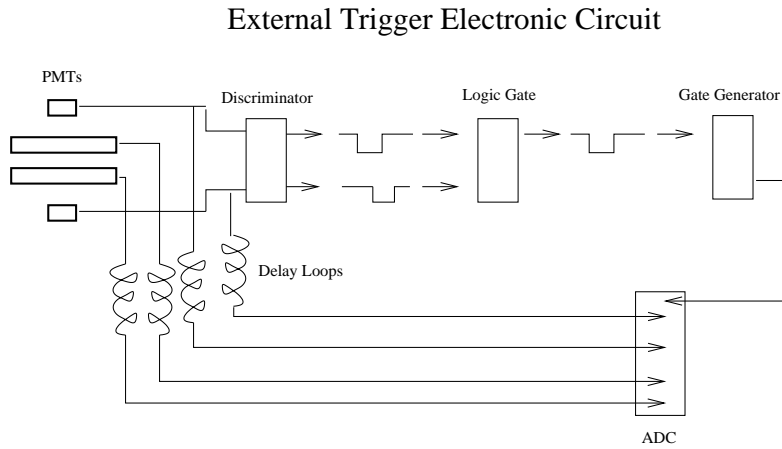 External Trigger Electronic Circuit
PMTs
Discriminator
Logic Gate
Gate Generator
Delay Loops
ADC